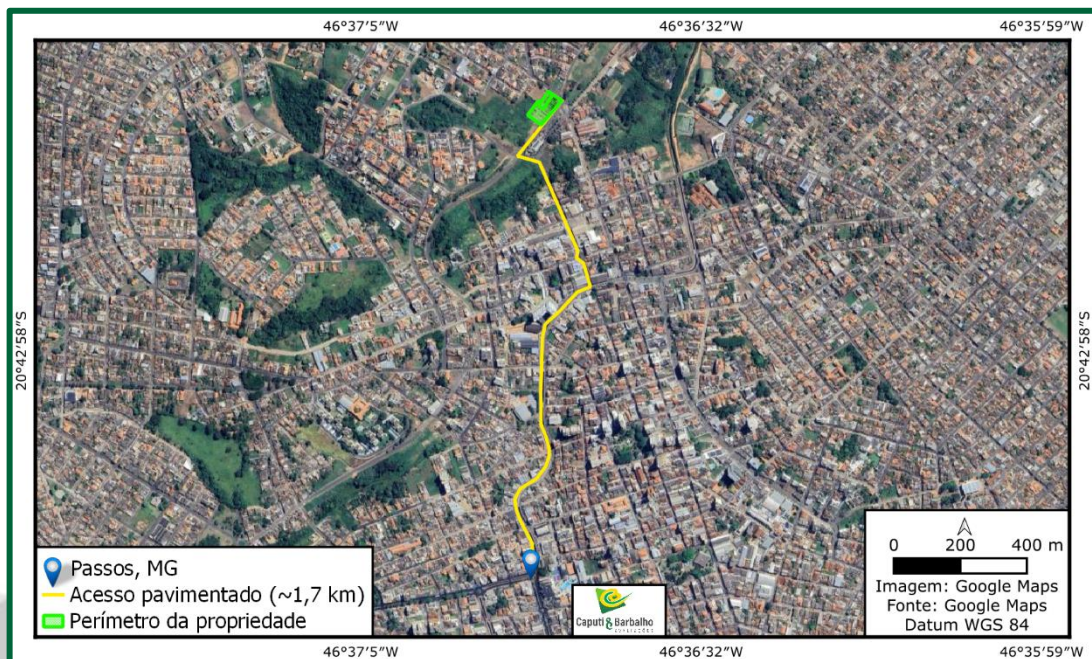 46°37'5"W
46°36'32"W
46°35'59"W
20°42'58"S
20°42'58"S
Passos, MG
Acesso pavimentado (~1,7 km)
Perímetro da propriedade
Caputi & Barbalho
0 200 400 m
Imagem: Google Maps
Fonte: Google Maps
Datum WGS 84
46°37'5"W
46°36'32"W
46°35'59"W